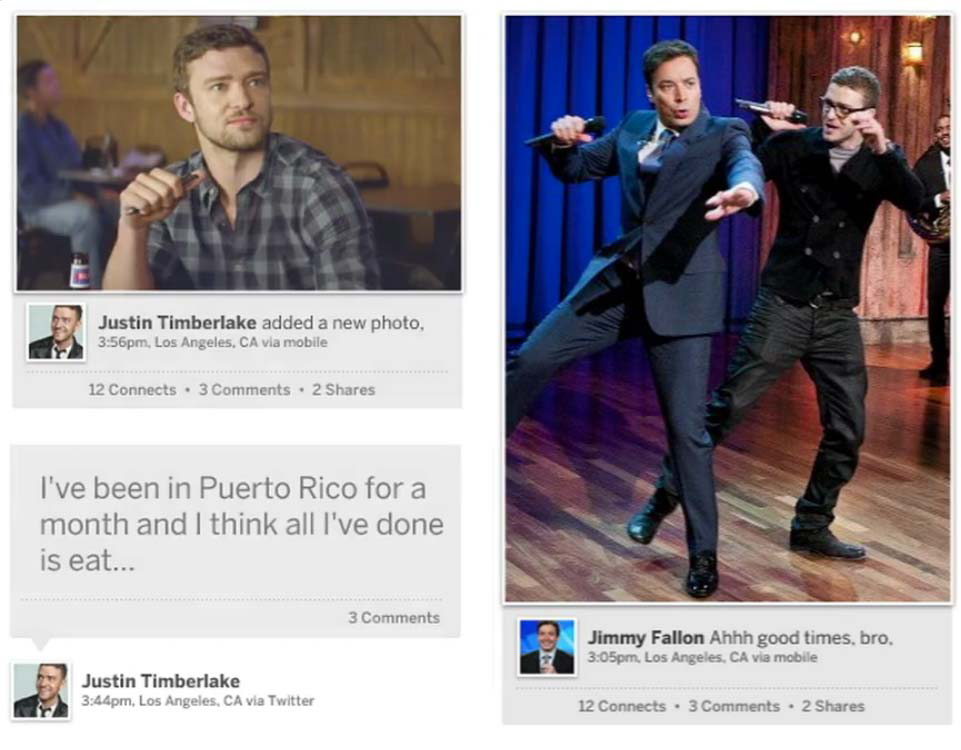 Justin Timberlake added a new photo,
3:56pm, Los Angeles, CA via mobile
12 Connects • 3 Comments • 2 Shares
I've been in Puerto Rico for a
month and I think all I've done
is eat...
3 Comments
Justin Timberlake
3:44pm, Los Angeles, CA via Twitter
Jimmy Fallon Ahhh good times, bro,
3:05pm, Los Angeles, CA via mobile
12 Connects • 3 Comments • 2 Shares